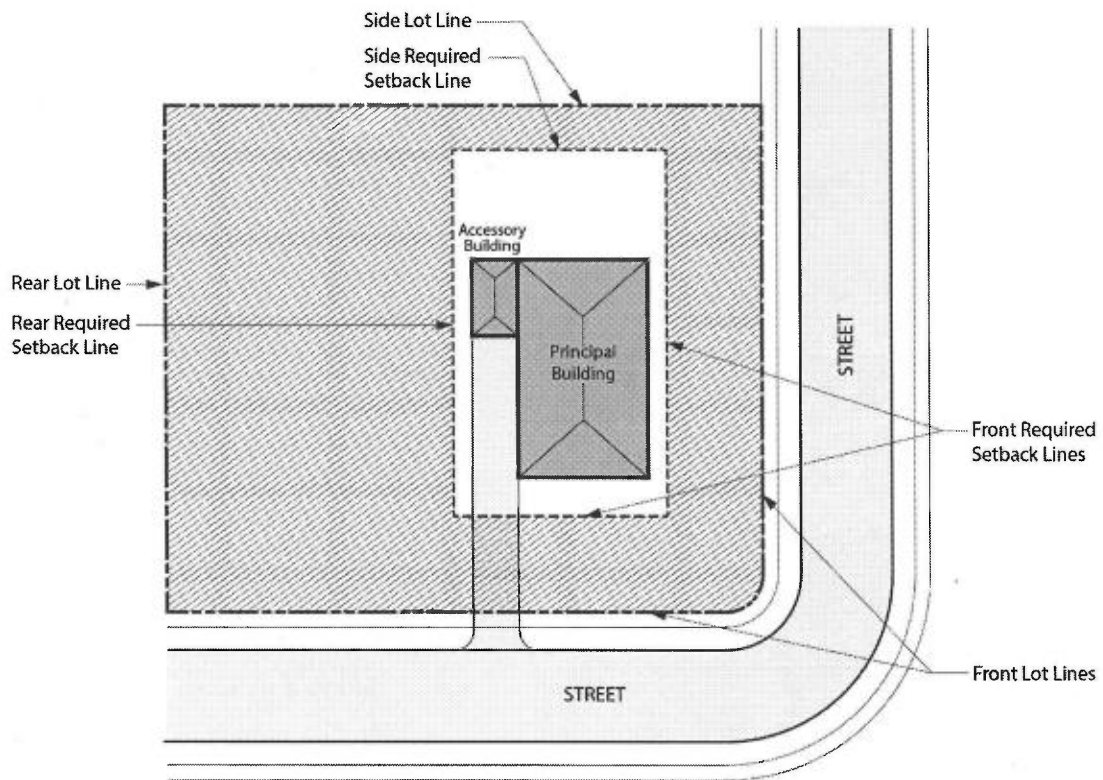 Side Lot Line
Side Required
Setback Line
Accessory
Building
Rear Lot Line
Rear Required
Setback Line
Principal
Building
STREET
Front Required
Setback Lines
Front Lot Lines
STREET